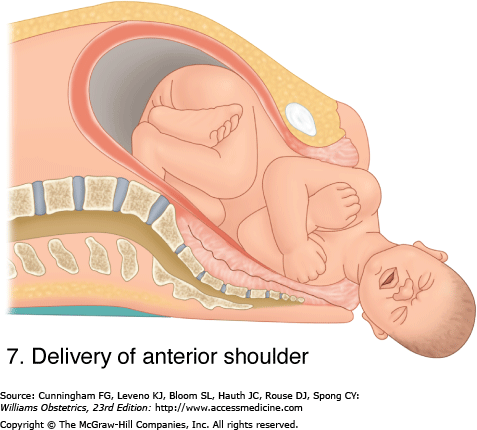 7. Delivery of anterior shoulder
Source: Cunningham FG, Leveno KJ, Bloom SL, Hauth JC, Rouse DJ, Spong CY:
Williams Obstetrics, 23rd Edition: http://www.accessmedicine.com
Copyright © The McGraw-Hill Companies, Inc. All rights reserved.